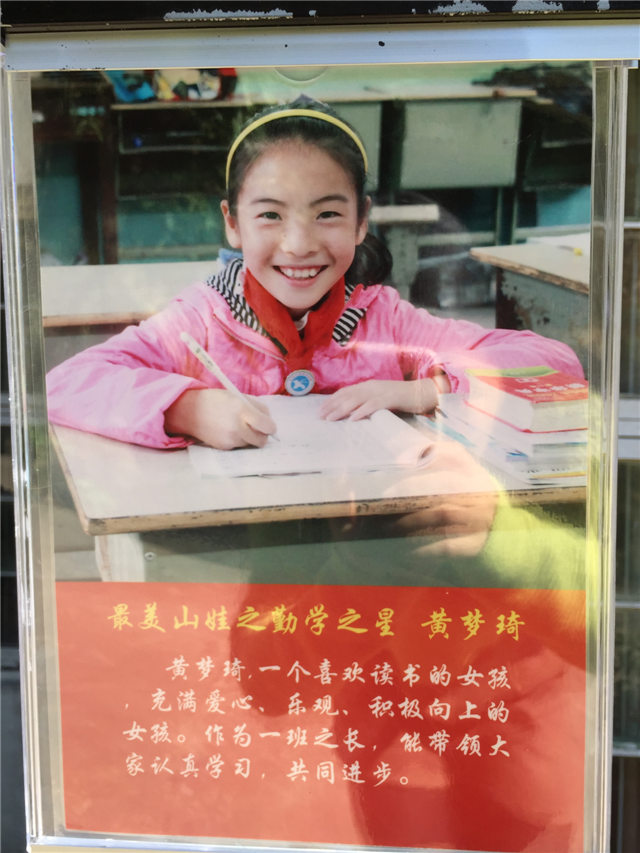 最美山娃之勤学之星 黄梦琦
黄梦琦,一个喜欢读书的女孩
，充满爱心、乐观、积极向上的
女孩。作为一班之长，能带领大
家认真学习，共同进步。